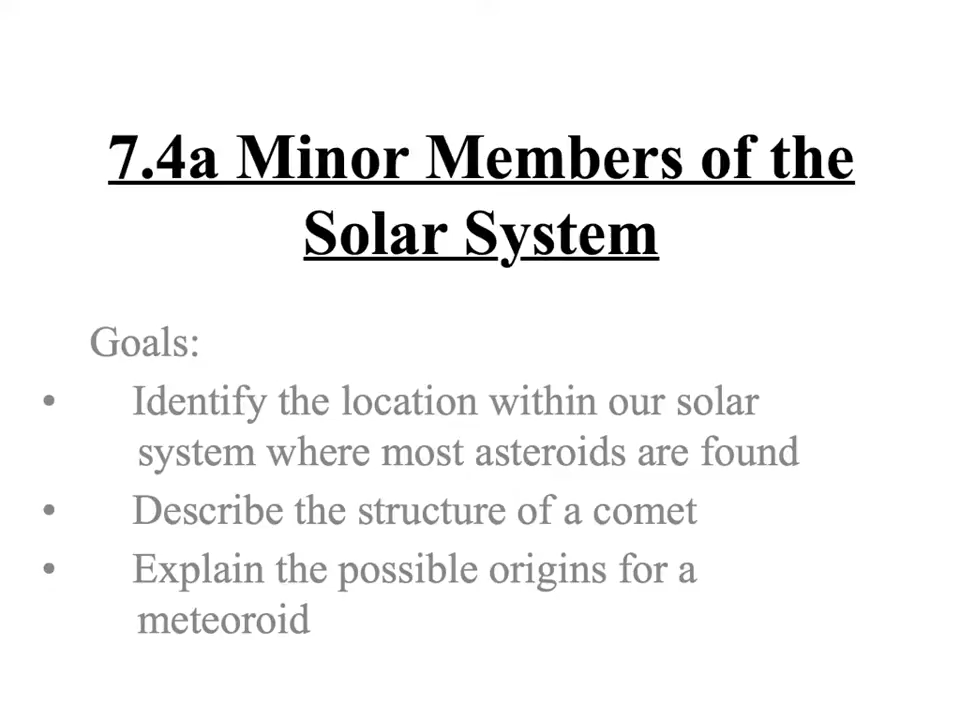 7.4a Minor Members of the
Solar System
Goals:
• Identify the location within our solar
system where most asteroids are found
• Describe the structure of a comet
• Explain the possible origins for a
meteoroid